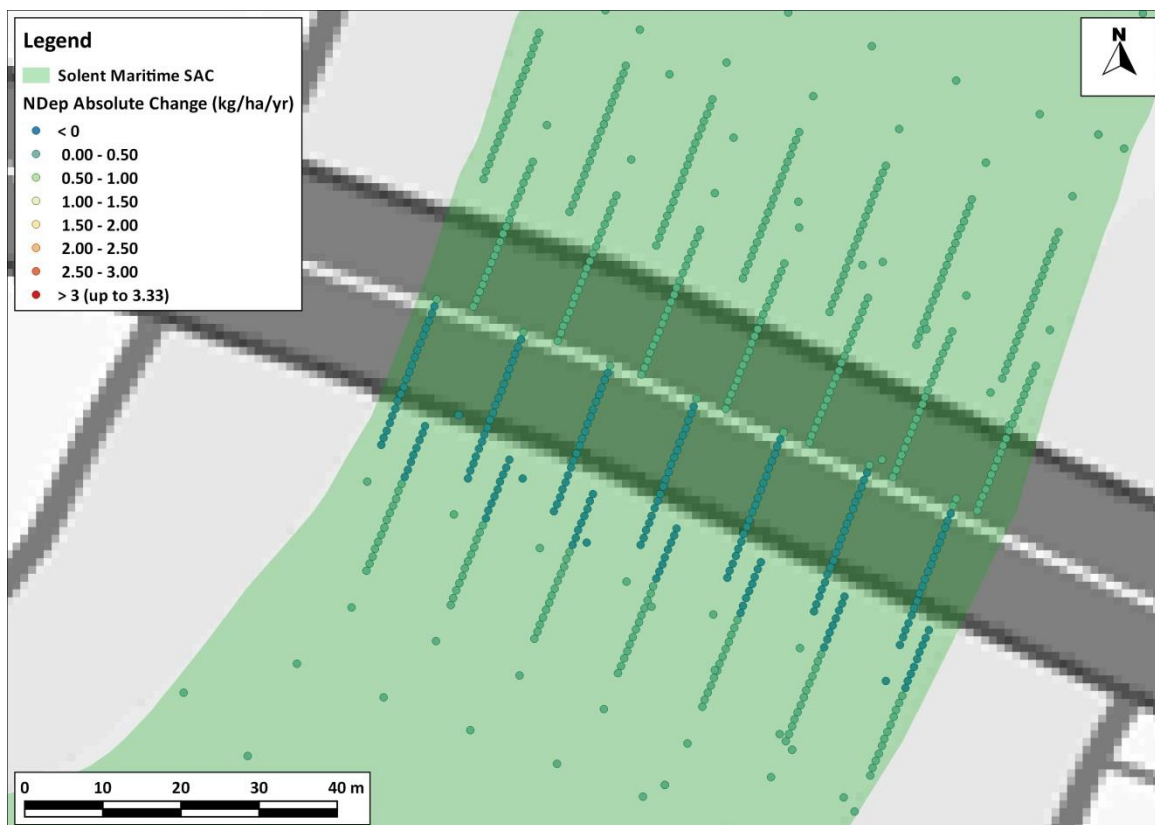 Legend
Solent Maritime SAC
NDep Absolute Change (kg/ha/yr)
< 0
0.00 - 0.50
0.50 - 1.00
1.00 - 1.50
1.50 - 2.00
2.00 - 2.50
2.50 - 3.00
> 3 (up to 3.33)
N
0 10 20 30 40 m